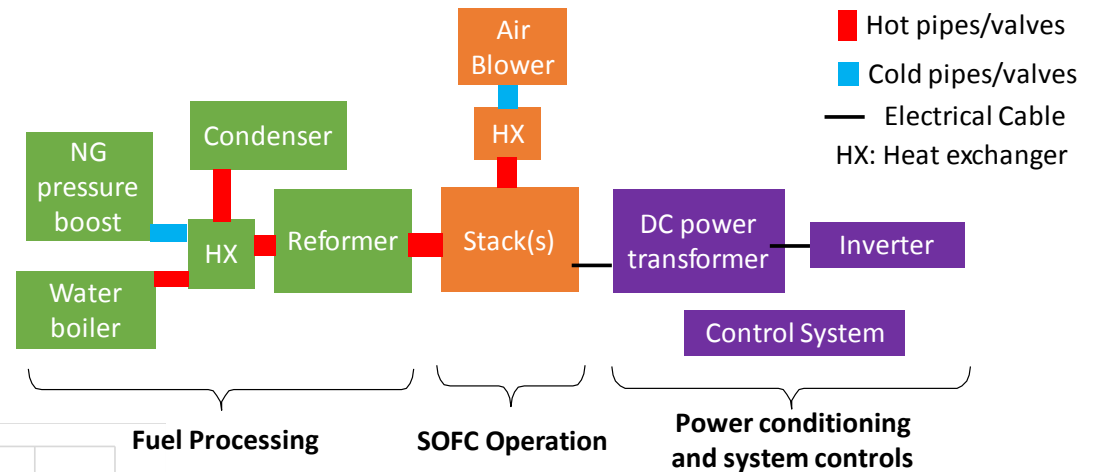 Air
Blower
Hot pipes/valves
Cold pipes/valves
Electrical Cable
HX: Heat exchanger
Condenser
HX
NG
pressure
boost
HX
Reformer
Stack(s)
DC power
transformer
Inverter
Water
boiler
Control System
Fuel Processing
SOFC Operation
Power conditioning
and system controls